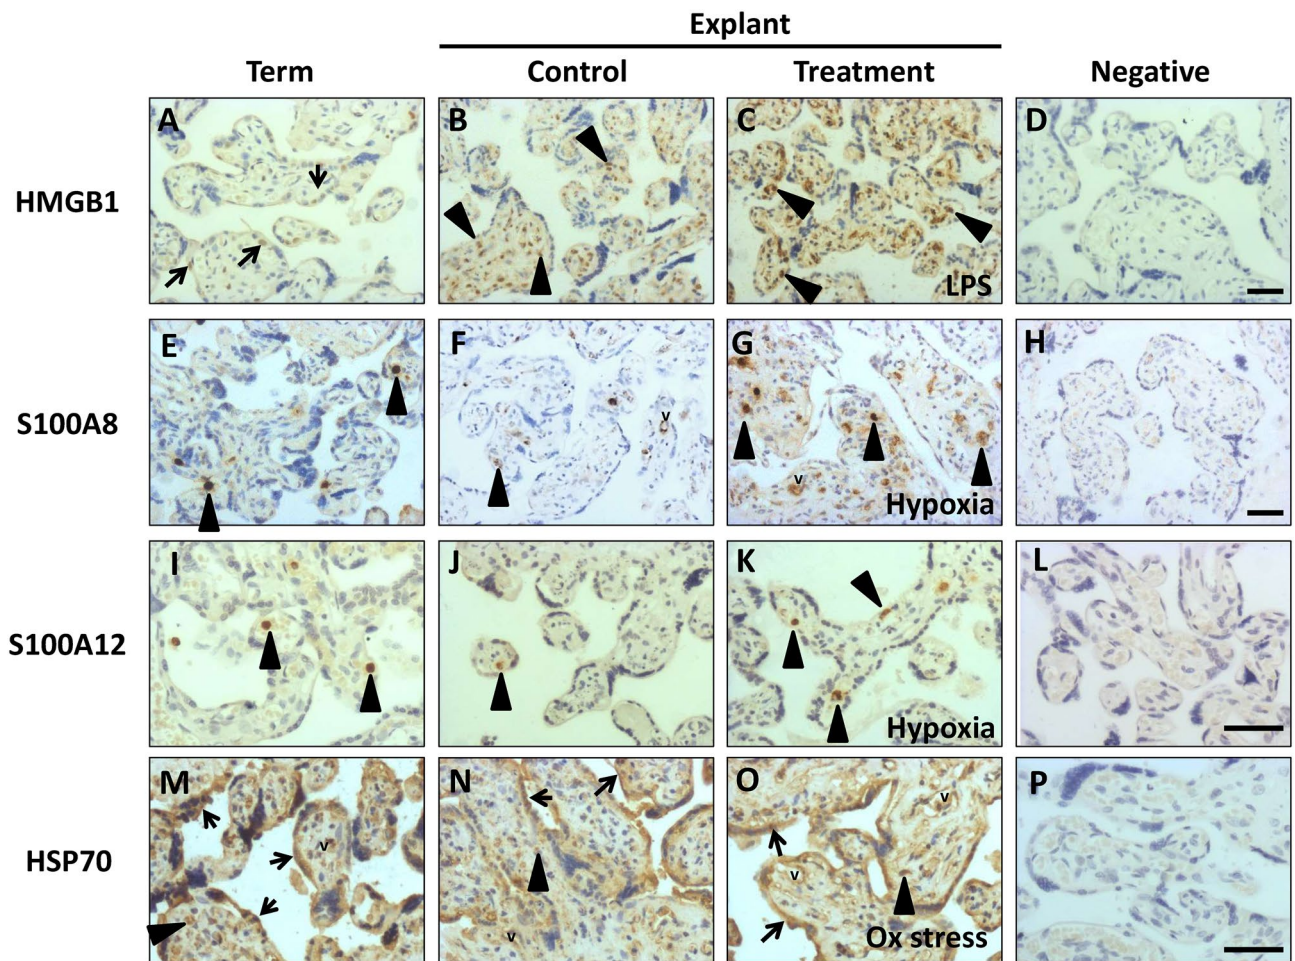 Explant
Term Control Treatment Negative
HMGB1
A B C D
LPS
S100A8
E F G H
v
v
Hypoxia
S100A12
I J K L
Hypoxia
HSP70
M N O P
v
v
v
v
Ox stress